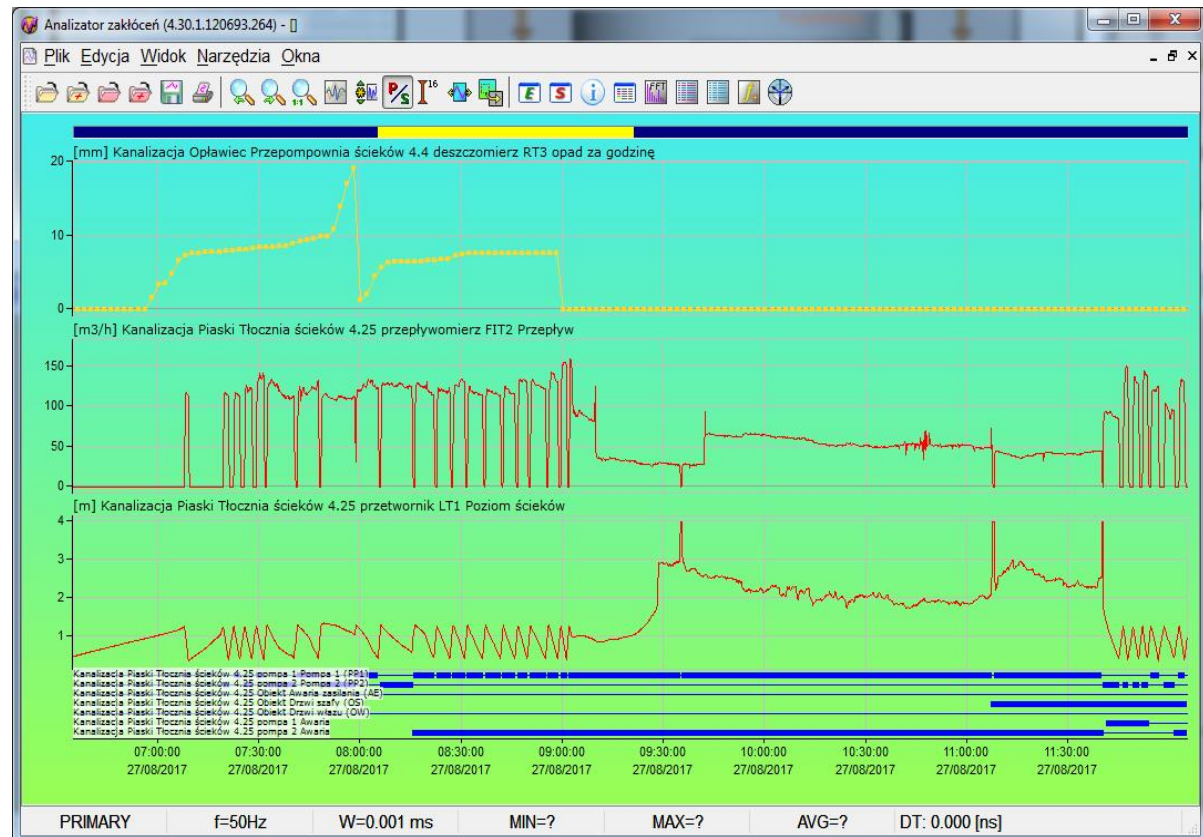 Analizator zakłóceń (4.30.1.120693.264) - []
Plik Edycja Widok Narzędzia Okna
1:1 P/S I16 E S i FFT
[mm] Kanalizacja Opławiec Przepompownia ścieków 4.4 deszczomierz RT3 opad za godzinę
20
10
0
[m3/h] Kanalizacja Piaski Tłocznia ścieków 4.25 przepływomierz FIT2 Przepływ
150
100
50
0
[m] Kanalizacja Piaski Tłocznia ścieków 4.25 przetwornik LT1 Poziom ścieków
4
3
2
1
Kanalizacja Piaski Tłocznia ścieków 4.25 pompa 1 Pompa 1 (PP1)
Kanalizacja Piaski Tłocznia ścieków 4.25 pompa 2 Pompa 2 (PP2)
Kanalizacja Piaski Tłocznia ścieków 4.25 Obiekt Awaria zasilania (AE)
Kanalizacja Piaski Tłocznia ścieków 4.25 Obiekt Drzwi szafy (OS)
Kanalizacja Piaski Tłocznia ścieków 4.25 Obiekt Drzwi włazu (OW)
Kanalizacja Piaski Tłocznia ścieków 4.25 pompa 1 Awaria
Kanalizacja Piaski Tłocznia ścieków 4.25 pompa 2 Awaria
07:00:00 07:30:00 08:00:00 08:30:00 09:00:00 09:30:00 10:00:00 10:30:00 11:00:00 11:30:00
27/08/2017 27/08/2017 27/08/2017 27/08/2017 27/08/2017 27/08/2017 27/08/2017 27/08/2017 27/08/2017 27/08/2017
PRIMARY f=50Hz W=0.001 ms MIN=? MAX=? AVG=? DT: 0.000 [ns]